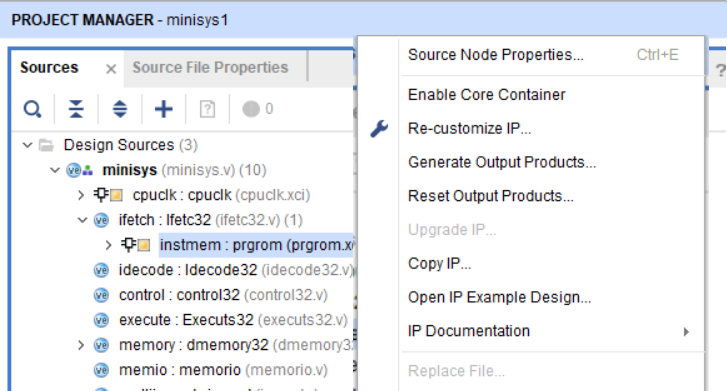 PROJECT MANAGER - minisys1
Sources
Source File Properties
0
Design Sources (3)
minisys (minisys.v) (10)
cpuclk : cpuclk (cpuclk.xci)
ifetch : Ifetc32 (ifetc32.v) (1)
instmem : prgrom (prgrom.x
idecode : Idecode32 (idecode32.v)
control : control32 (control32.v)
execute : Executs32 (executs32.v)
memory : dmemory32 (dmemory3
memio : memorio (memorio.v)
Source Node Properties... Ctrl+E
Enable Core Container
Re-customize IP...
Generate Output Products...
Reset Output Products...
Upgrade IP...
Copy IP...
Open IP Example Design...
IP Documentation
Replace File...